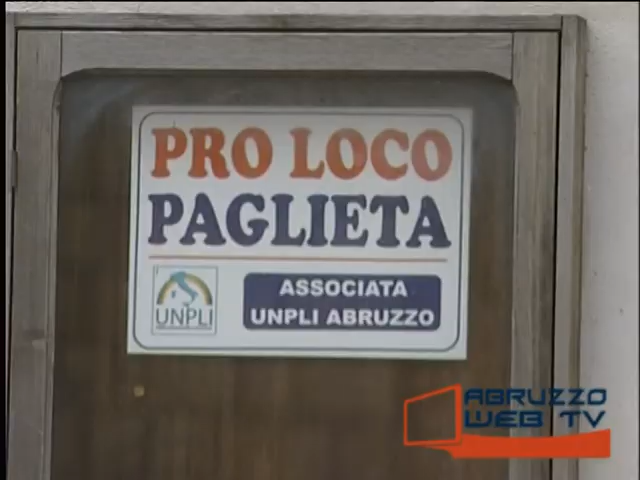 PRO LOCO
PAGLIETA
UNPLI
ASSOCIATA
UNPLI ABRUZZO
ABRUZZO
WEB TV